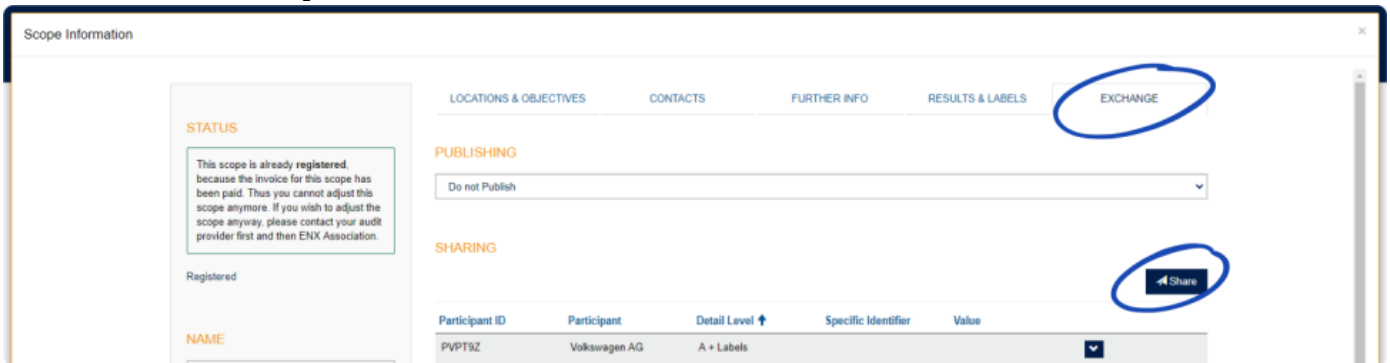 Scope Information
×
LOCATIONS & OBJECTIVES CONTACTS FURTHER INFO RESULTS & LABELS EXCHANGE
STATUS
This scope is already registered,
because the invoice for this scope has
been paid. Thus you cannot adjust this
scope anymore. If you wish to adjust the
scope anyway, please contact your audit
provider first and then ENX Association.
Registered
NAME
PUBLISHING
Do not Publish
SHARING
Share
Participant ID Participant Detail Level Specific Identifier Value
PVPT9Z Volkswagen AG A + Labels